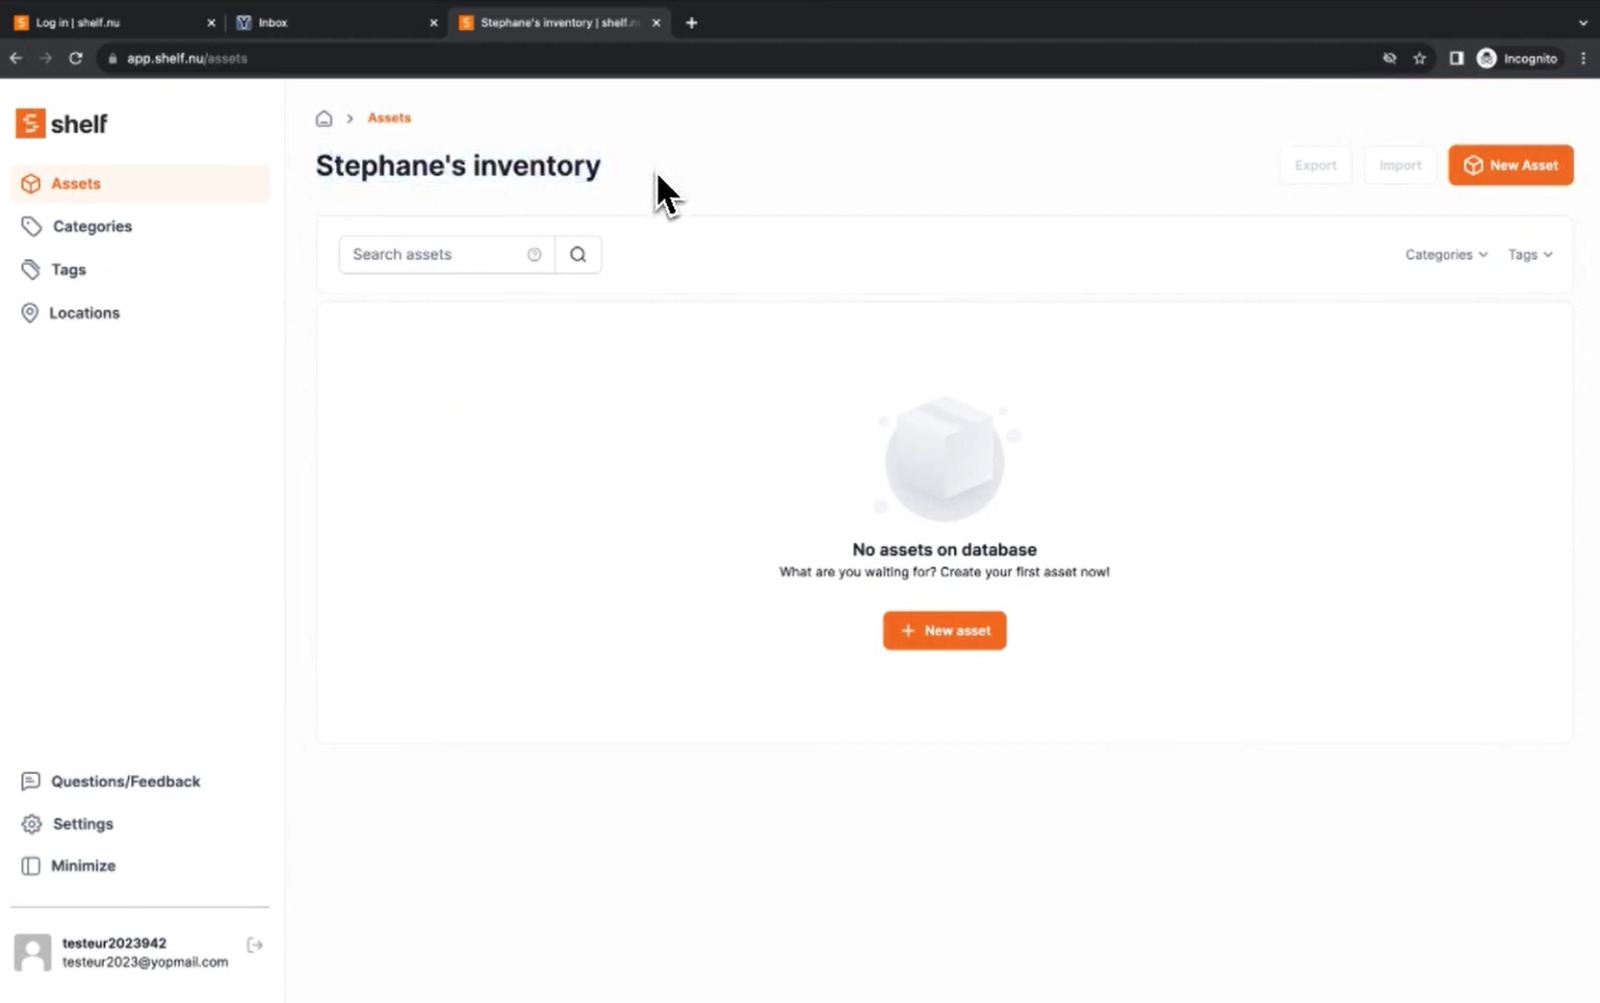 Log in | shelf.nu
Inbox
Stephane's inventory | shelf.n
app.shelf.nu/assets
Incognito
shelf
Assets
Categories
Tags
Locations
Assets
Stephane's inventory
Export
Import
New Asset
Search assets
Categories
Tags
No assets on database
What are you waiting for? Create your first asset now!
New asset
Questions/Feedback
Settings
Minimize
testeur2023942
testeur2023@yopmail.com